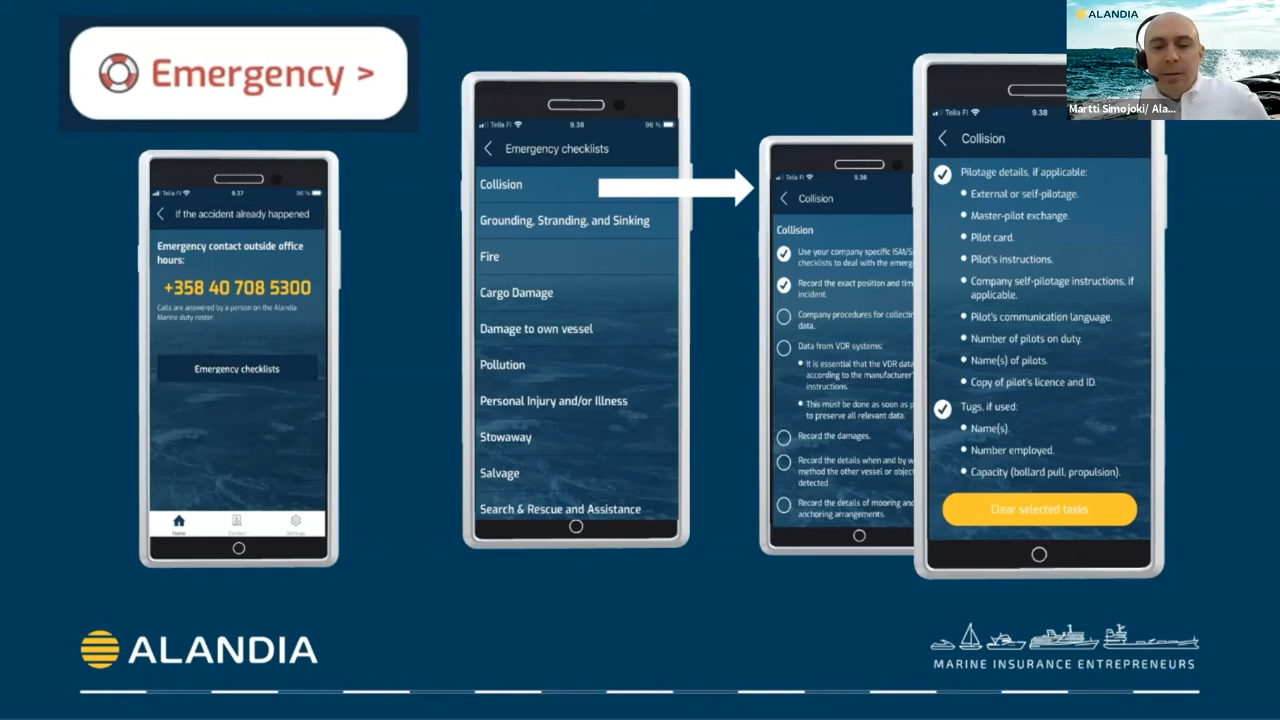 Emergency >
Telia FI
9.37
96 %
If the accident already happened
Emergency contact outside office
hours:
+358 40 708 5300
Calls are answered by a person on the Alandia
Marine duty roster.
Emergency checklists
Home
Contact
Settings
Telia FI
9.38
96 %
Emergency checklists
Collision
Grounding, Stranding, and Sinking
Fire
Cargo Damage
Damage to own vessel
Pollution
Personal Injury and/or Illness
Stowaway
Salvage
Search & Rescue and Assistance
Telia FI
9.38
Collision
Collision
Use your company specific ISM/S
checklists to deal with the emerg
Record the exact position and tim
incident.
Company procedures for collectin
data.
Data from VDR systems:
It is essential that the VDR data
according to the manufacturer'
instructions.
This must be done as soon as p
to preserve all relevant data.
Record the damages.
Record the details when and by w
method the other vessel or object
detected
Record the details of mooring and
anchoring arrangements.
Telia FI
9.38
Collision
Pilotage details, if applicable:
External or self-pilotage.
Master-pilot exchange.
Pilot card.
Pilot's instructions.
Company self-pilotage instructions, if
applicable.
Pilot's communication language.
Number of pilots on duty.
Name(s) of pilots.
Copy of pilot's licence and ID.
Tugs, if used:
Name(s).
Number employed.
Capacity (bollard pull, propulsion).
Clear selected tasks
ALANDIA
Martti Simojoki/ Ala...
ALANDIA
MARINE INSURANCE ENTREPRENEURS